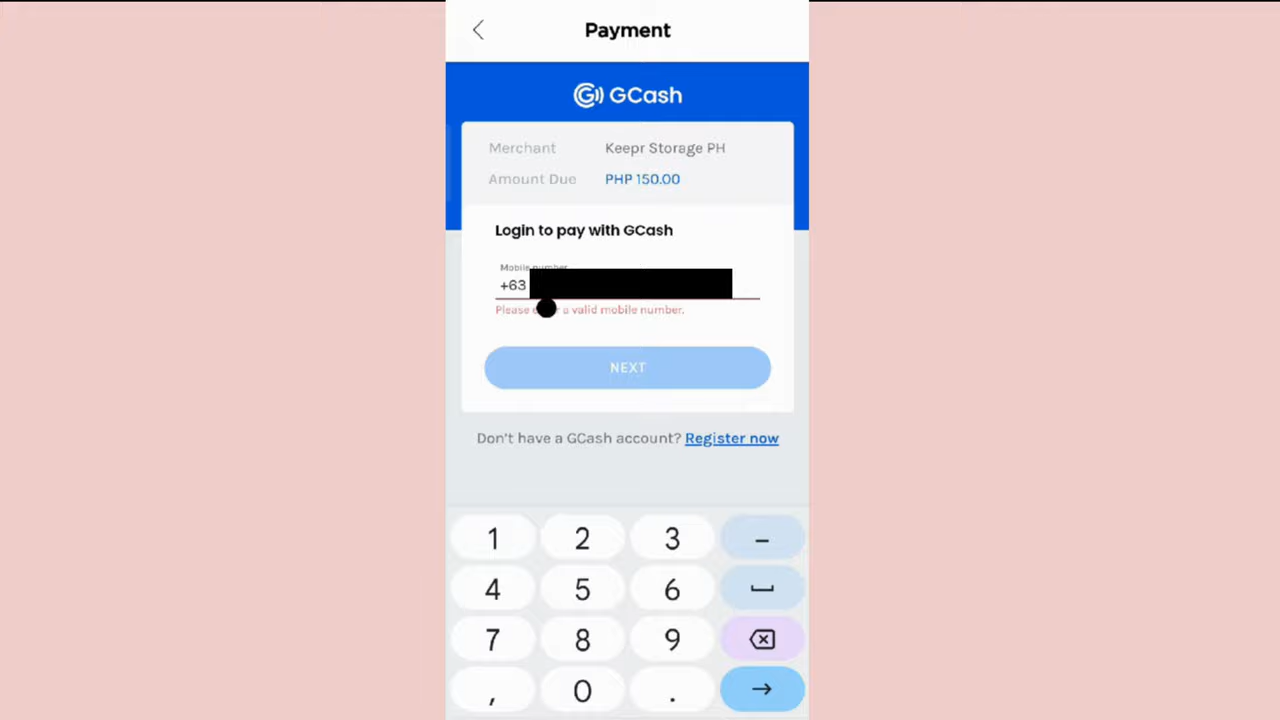 Payment
GCash
Merchant Keepr Storage PH
Amount Due PHP 150.00
Login to pay with GCash
Mobile number
+63
Please a valid mobile number.
NEXT
Don't have a GCash account? Register now
1 2 3 –
4 5 6
7 8 9
, 0 .